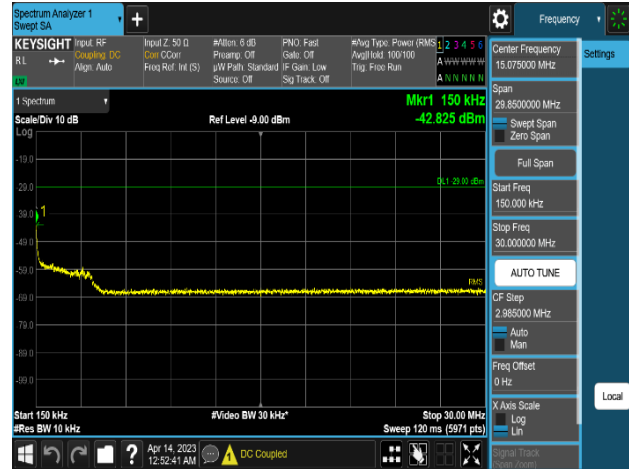 Spectrum Analyzer 1
Swept SA
Frequency
KEYSIGHT
RL
Input: RF
Coupling: DC
Align: Auto
Input Z: 50 Ω
Corr CCorr
Freq Ref: Int (S)
#Atten: 6 dB
Preamp: Off
µW Path: Standard
Source: Off
PNO: Fast
Gate: Off
IF Gain: Low
Sig Track: Off
#Avg Type: Power (RMS
Avg|Hold: 100/100
Trig: Free Run
1 2 3 4 5 6
A W W W W W
A N N N N N
LW
1 Spectrum
Scale/Div 10 dB
Log
Ref Level -9.00 dBm
Mkr1 150 kHz
-42.825 dBm
-19.0
-29.0
-39.0
-49.0
-59.0
-69.0
-79.0
-89.0
-99.0
DL1 -29.00 dBm
1
RMS
Start 150 kHz
#Res BW 10 kHz
#Video BW 30 kHz*
Stop 30.00 MHz
Sweep 120 ms (5971 pts)
Center Frequency
15.075000 MHz
Span
29.8500000 MHz
Swept Span
Zero Span
Full Span
Start Freq
150.000 kHz
Stop Freq
30.000000 MHz
AUTO TUNE
CF Step
2.985000 MHz
Auto
Man
Freq Offset
0 Hz
X Axis Scale
Log
Lin
Signal Track
(Span Zoom)
Settings
Local
?
Apr 14, 2023
12:52:41 AM
1
DC Coupled